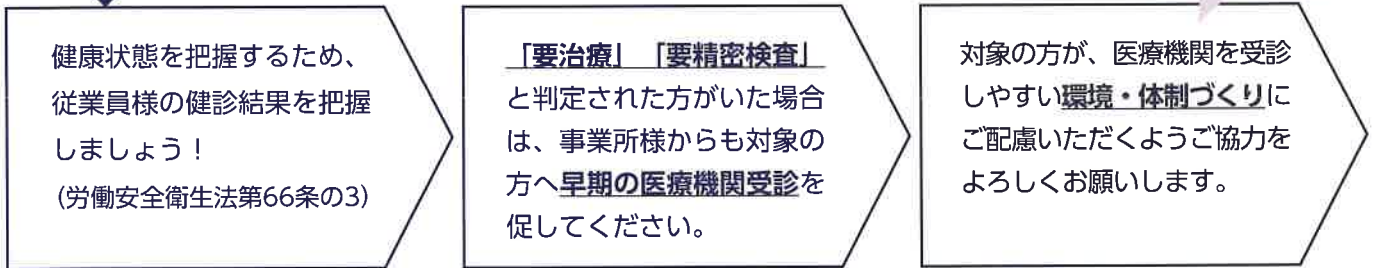 健康状態を把握するため、
従業員様の健診結果を把握
しましょう!
(労働安全衛生法第66条の3)
「要治療」「要精密検査」
と判定された方がいた場合
は、事業所様からも対象の
方へ早期の医療機関受診を
促してください。
対象の方が、医療機関を受診
しやすい環境・体制づくりに
ご配慮いただくようご協力を
よろしくお願いします。